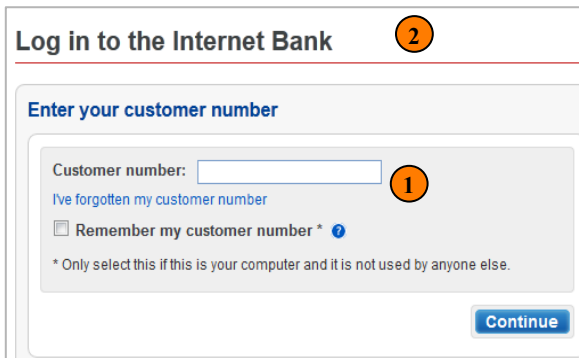 Log in to the Internet Bank 2
Enter your customer number
Customer number: 1
I've forgotten my customer number
Remember my customer number * ?
* Only select this if this is your computer and it is not used by anyone else.
Continue